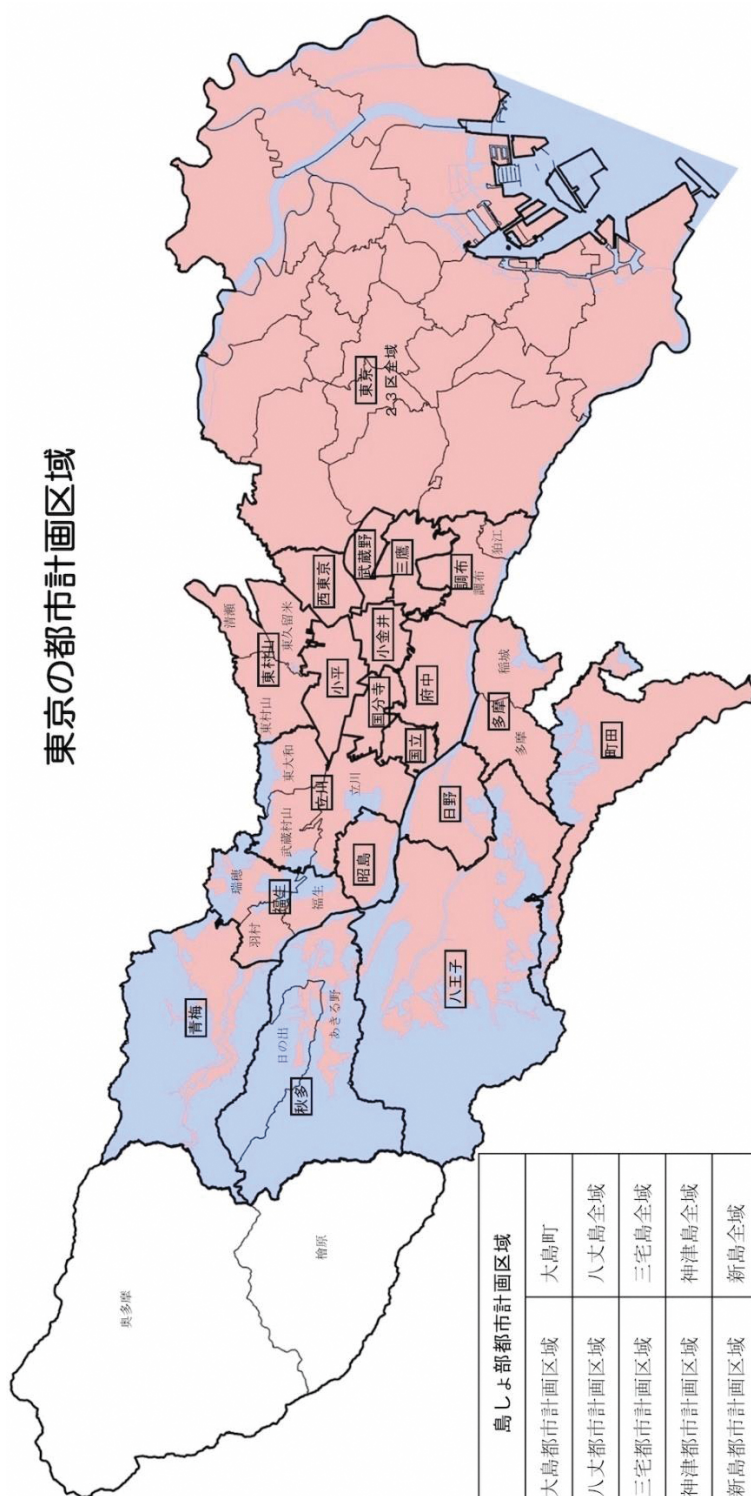 東京の都市計画区域
奥多摩
檜原
青梅
日の出
秋多
あきる野
瑞穂
羽村
福生
福生
武蔵村山
東大和
立川
立川
昭島
八王子
日野
清瀬
東村山
東村山
東久留米
小平
国分寺
国立
小金井
府中
西東京
武蔵野
三鷹
調布
調布
狛江
稲城
多摩
多摩
町田
東京
23区全域
島しょ部都市計画区域
大島都市計画区域 大島町
八丈都市計画区域 八丈島全域
三宅都市計画区域 三宅島全域
神津都市計画区域 神津島全域
新島都市計画区域 新島全域